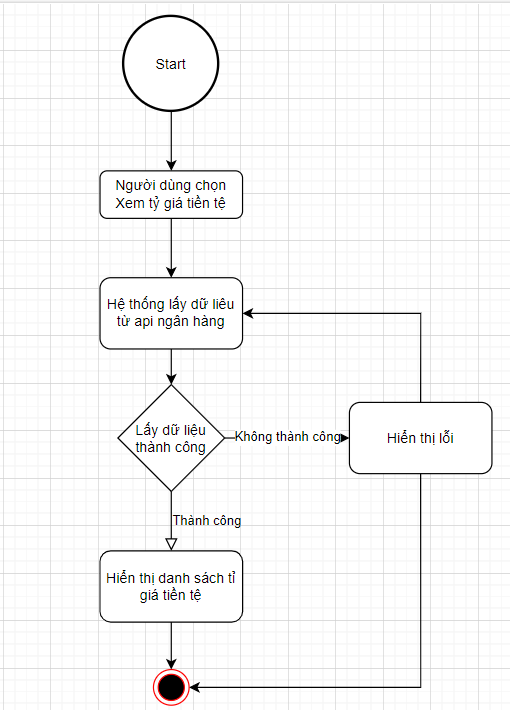 Start
Người dùng chọn
Xem tỷ giá tiền tệ
Hệ thống lấy dữ liêu
từ api ngân hàng
Lấy dữ liệu
thành công
Không thành công
Hiển thị lỗi
Thành công
Hiển thị danh sách tỉ
giá tiền tệ